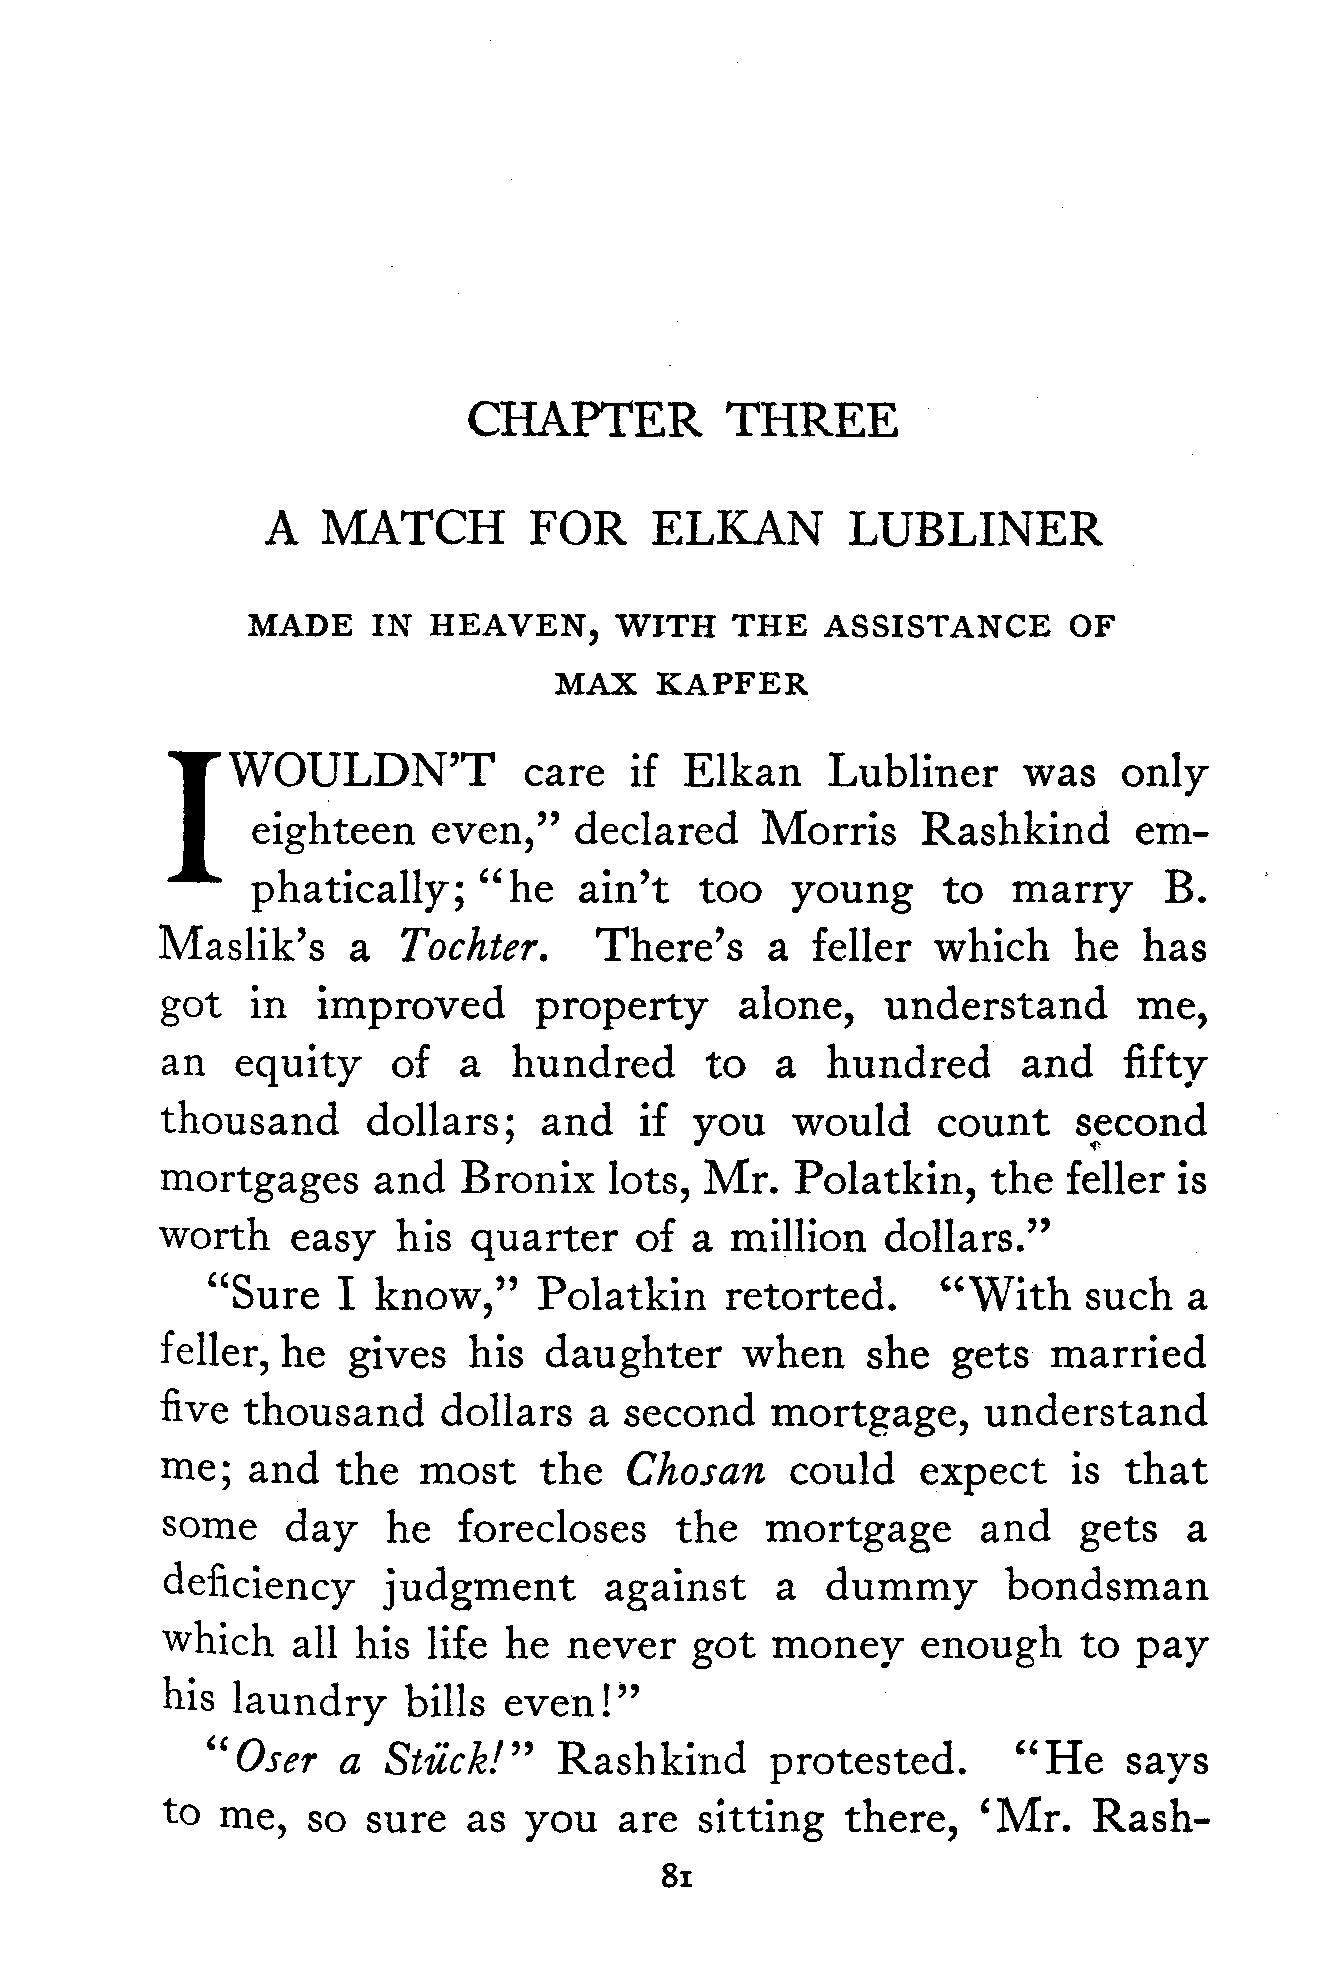 CHAPTER THREE
A MATCH FOR ELKAN LUBLINER
MADE IN HEAVEN, WITH THE ASSISTANCE OF
MAX KAPFER
I WOULDN'T care if Elkan Lubliner was only
eighteen even," declared Morris Rashkind em-
phatically; "he ain't too young to marry B.
Maslik's a Tochter. There's a feller which he has
got in improved property alone, understand me,
an equity of a hundred to a hundred and fifty
thousand dollars; and if you would count second
mortgages and Bronix lots, Mr. Polatkin, the feller is
worth easy his quarter of a million dollars."
"Sure I know," Polatkin retorted. "With such a
feller, he gives his daughter when she gets married
five thousand dollars a second mortgage, understand
me; and the most the Chosan could expect is that
some day he forecloses the mortgage and gets a
deficiency judgment against a dummy bondsman
which all his life he never got money enough to pay
his laundry bills even!"
"Oser a Stück!" Rashkind protested. "He says
to me, so sure as you are sitting there, 'Mr. Rash-
81